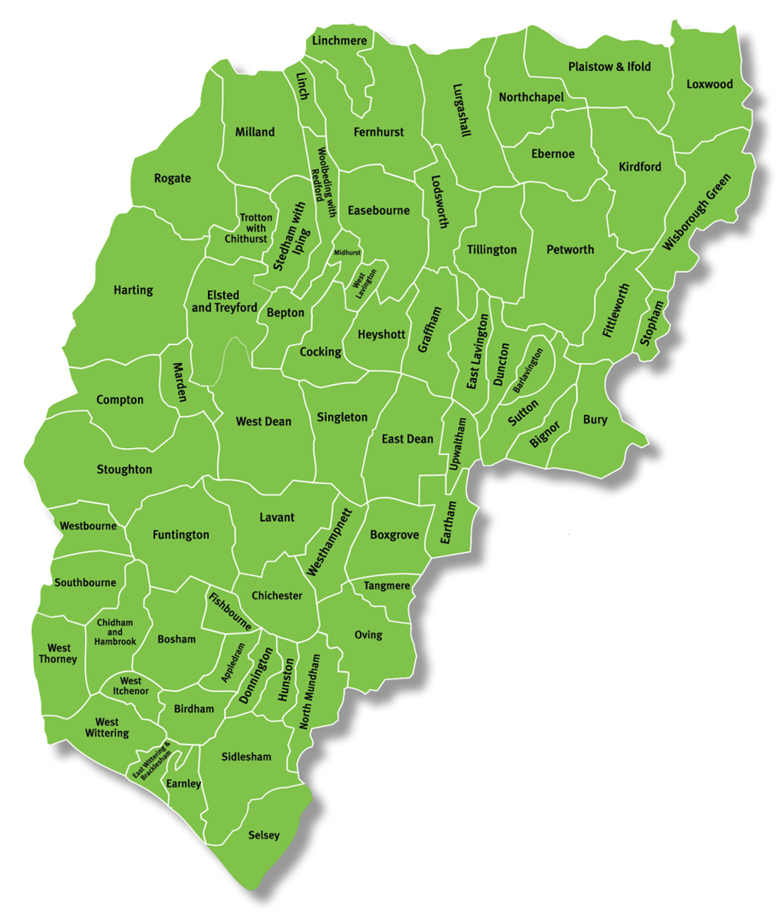 Linchmere
Plaistow & Ifold
Loxwood
Linch
Lurgashall
Northchapel
Milland
Fernhurst
Ebernoe
Kirdford
Rogate
Woolbeding with
Redford
Lodsworth
Wisborough Green
Easebourne
Trotton
with
Chithurst
Stedham with
Iping
Tillington
Petworth
Midhurst
West
Lavington
Harting
Elsted
and Treyford
Bepton
Fittleworth
Stopham
Heyshott
Graffham
Cocking
East Lavington
Duncton
Barlavington
Marden
Compton
West Dean
Singleton
East Dean
Upwaltham
Sutton
Bignor
Bury
Stoughton
Westbourne
Funtington
Lavant
Westhampnett
Boxgrove
Eartham
Southbourne
Tangmere
Chichester
Fishbourne
Chidham
and
Hambrook
Bosham
Oving
West
Thorney
Appledram
Donnington
Hunston
North Mundham
West
Itchenor
Birdham
West
Wittering
East Wittering &
Bracklesham
Earnley
Sidlesham
Selsey